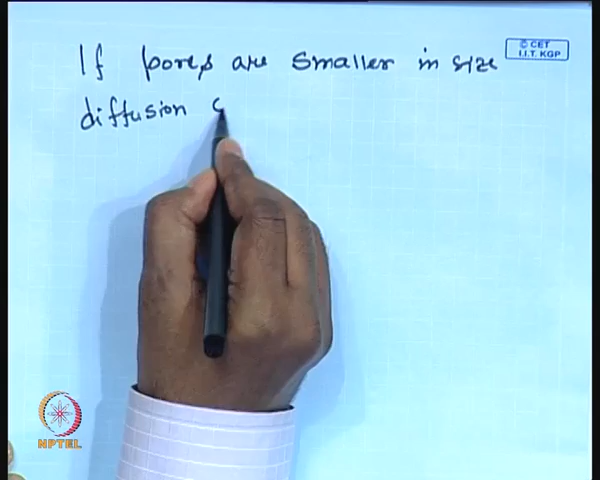 If pores are smaller in size
diffusion
© CET
I.I.T. KGP
NPTEL